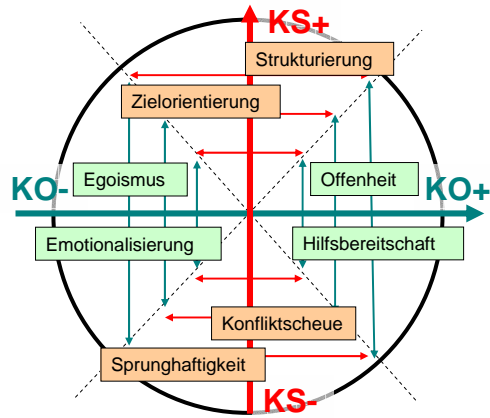 KS+
Strukturierung
Zielorientierung
Egoismus
Offenheit
KO-
KO+
Emotionalisierung
Hilfsbereitschaft
Konfliktscheue
Sprunghaftigkeit
KS-